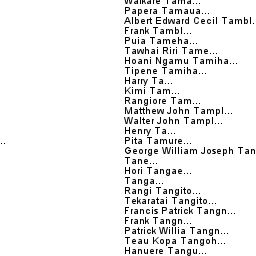 Waikare Tama...
Papera Tamaua...
Albert Edward Cecil Tambl.
Frank Tambl...
Puia Tameha...
Tawhai Riri Tame...
Hoani Ngamu Tamiha...
Tipene Tamiha...
Harry Ta...
Kimi Tam...
Rangiore Tam...
Matthew John Tampl...
Walter John Tampl...
Henry Ta...
.. Pita Tamure...
George William Joseph Tan
Tane...
Hori Tangae...
Tanga...
Rangi Tangito...
Tekaratai Tangito...
Francis Patrick Tangn...
Frank Tangn...
Patrick Willia Tangn...
Teau Kopa Tangoh...
Hanuere Tangu...